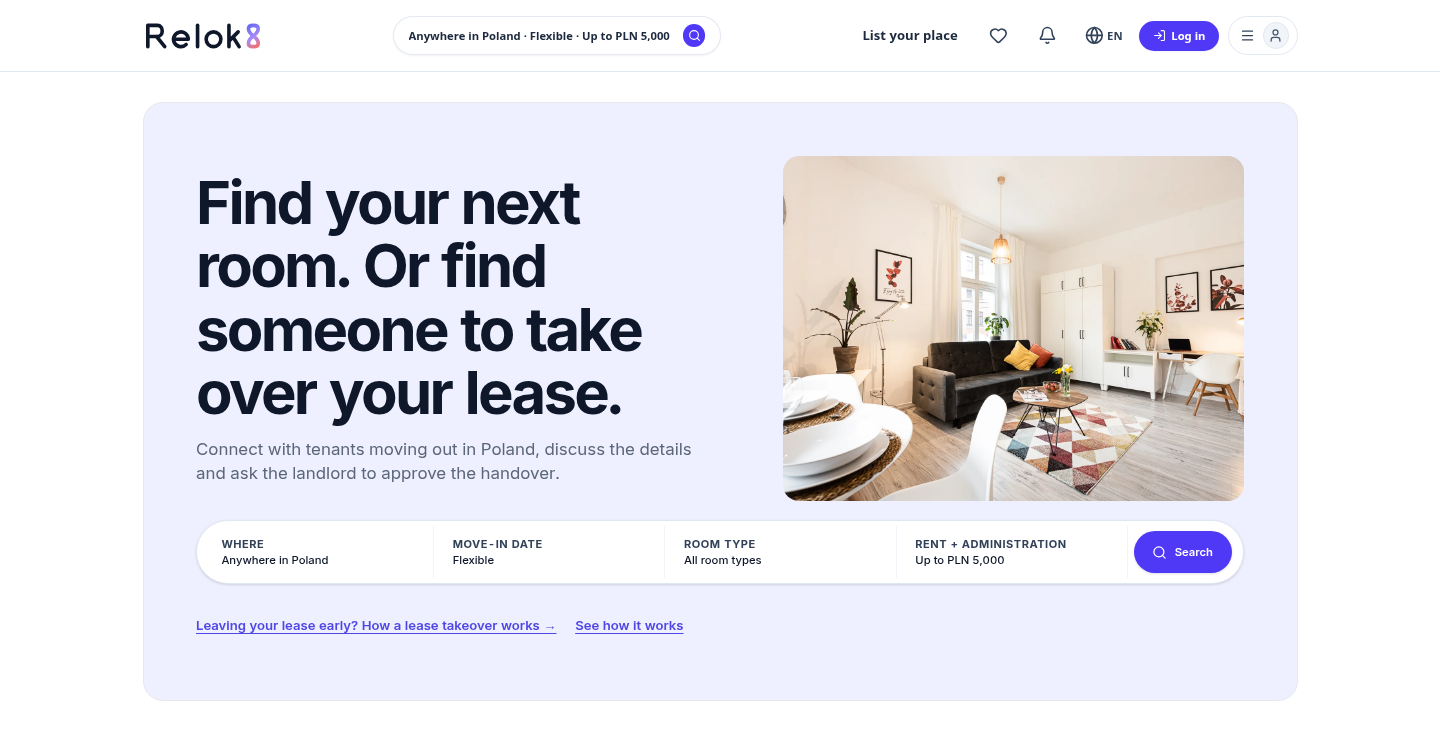 Relok8
Anywhere in Poland · Flexible · Up to PLN 5,000
List your place
EN
Log in
Find your next
room. Or find
someone to take
over your lease.
Connect with tenants moving out in Poland, discuss the details
and ask the landlord to approve the handover.
WHERE
Anywhere in Poland
MOVE-IN DATE
Flexible
ROOM TYPE
All room types
RENT + ADMINISTRATION
Up to PLN 5,000
Search
Leaving your lease early? How a lease takeover works →
See how it works